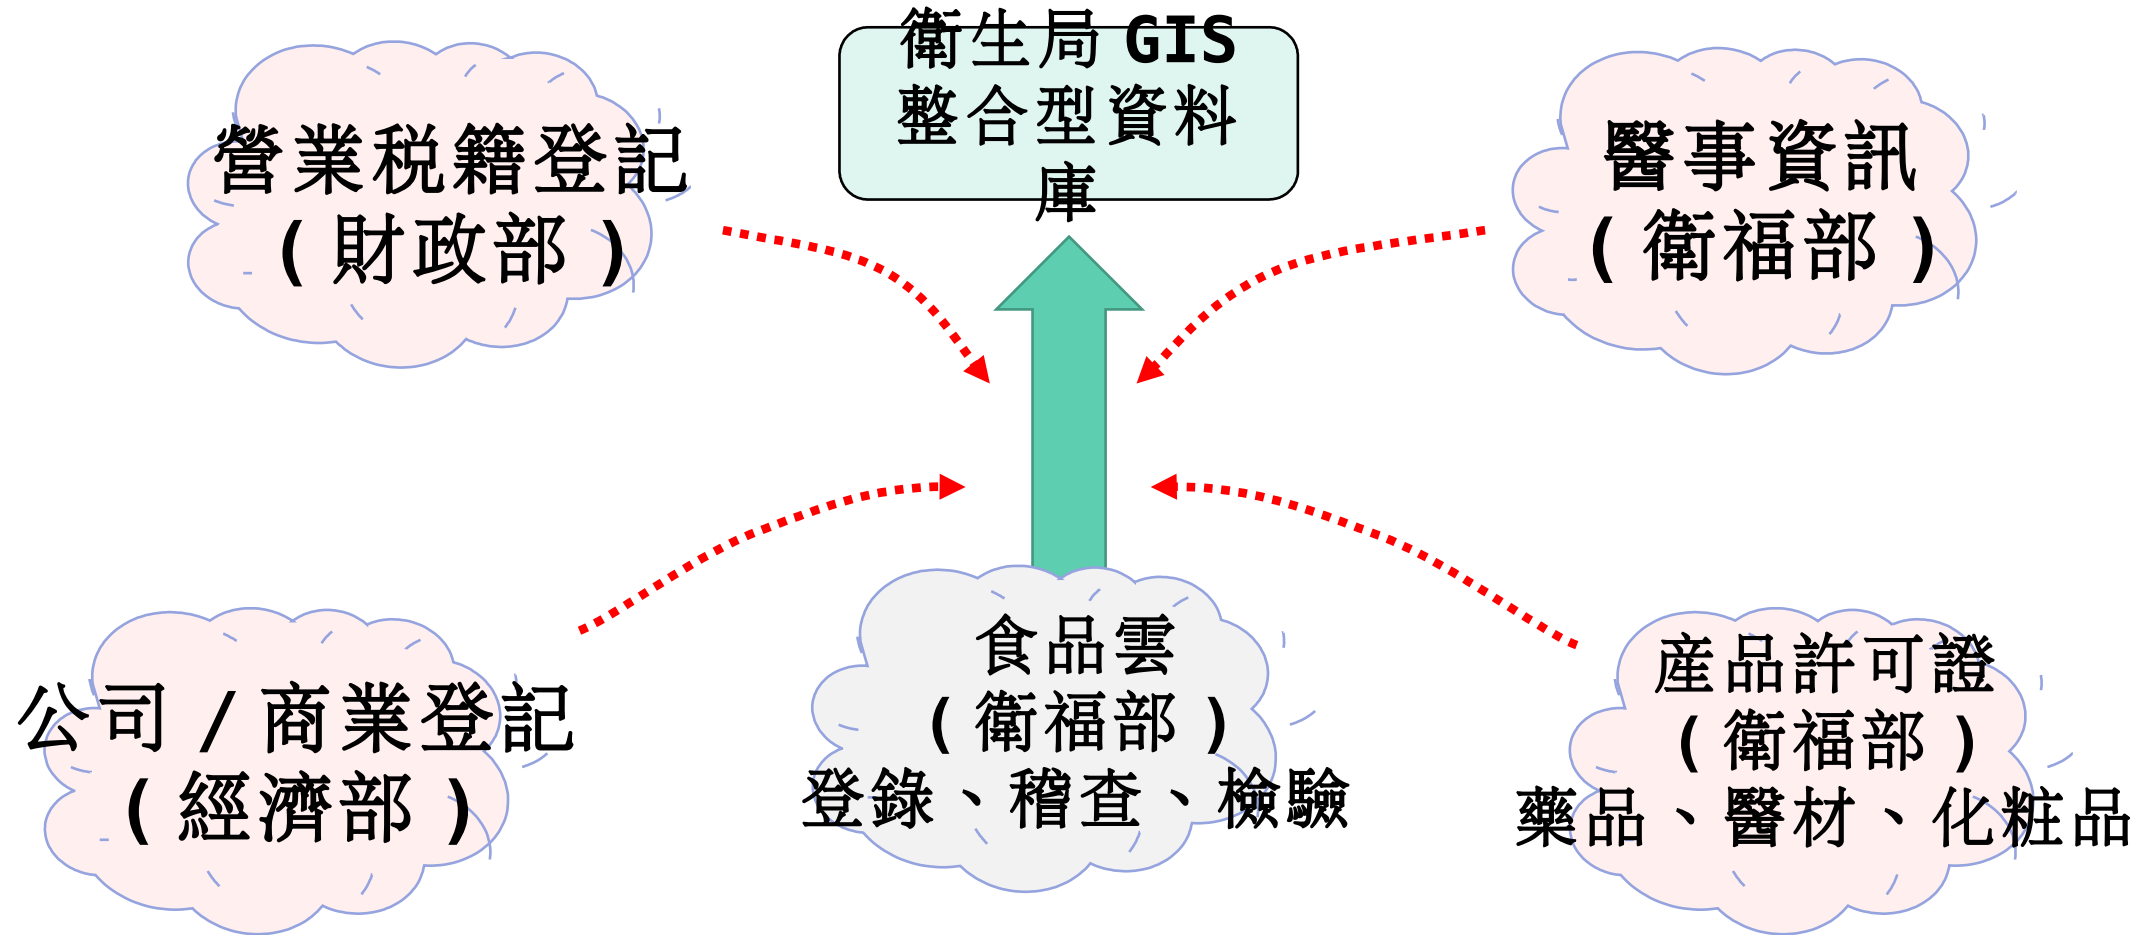 衛生局 GIS
整合型資料
庫
營業税籍登記
( 財政部 )
醫事資訊
( 衛福部 )
公司 / 商業登記
( 經濟部 )
食品雲
( 衛福部 )
登錄、稽查、檢驗
産品許可證
( 衛福部 )
藥品、醫材、化粧品